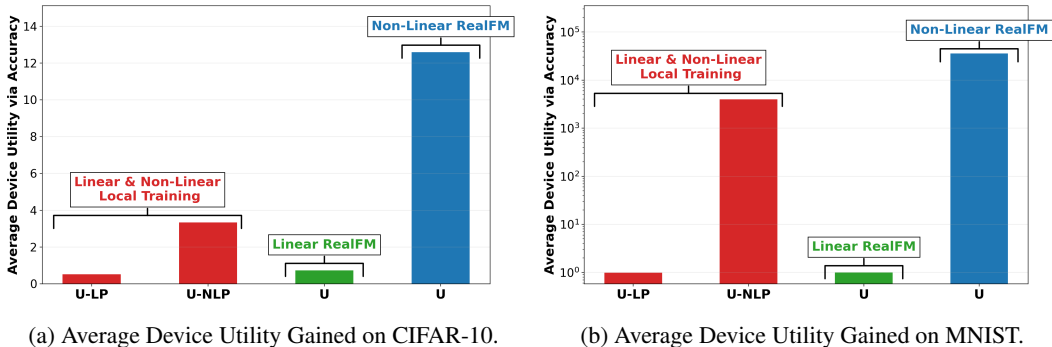 Average Device Utility via Accuracy
14
12
10
8
6
4
2
0
Non-Linear RealFM
Linear & Non-Linear
Local Training
Linear RealFM
U-LP
U-NLP
U
U
(a) Average Device Utility Gained on CIFAR-10.
Average Device Utility via Accuracy
10⁵
10⁴
10³
10²
10¹
10⁰
Non-Linear RealFM
Linear & Non-Linear
Local Training
Linear RealFM
U-LP
U-NLP
U
U
(b) Average Device Utility Gained on MNIST.